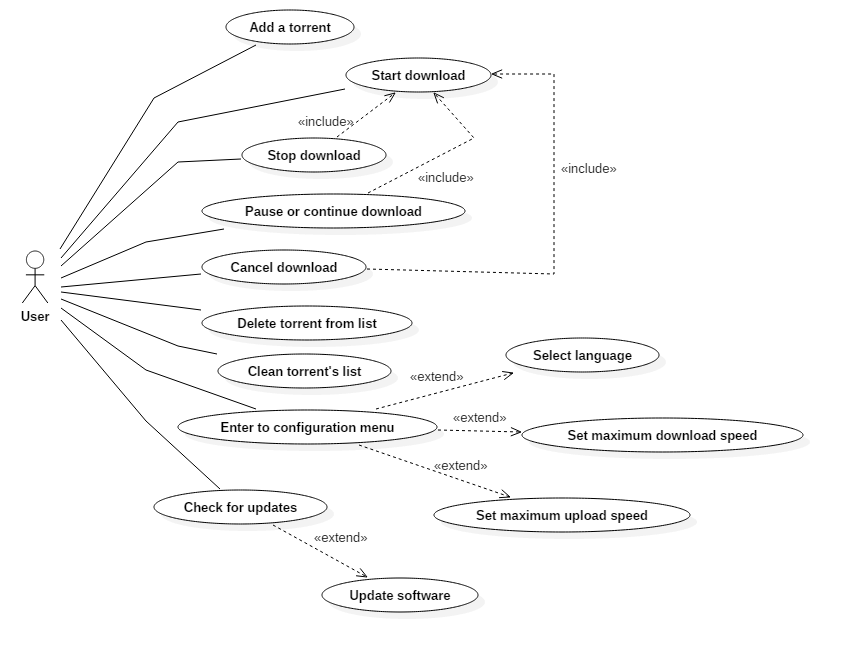 Add a torrent
Start download
«include»
Stop download
«include»
«include»
Pause or continue download
Cancel download
User
Delete torrent from list
Select language
Clean torrent's list
«extend»
«extend»
Enter to configuration menu
Set maximum download speed
«extend»
Check for updates
Set maximum upload speed
«extend»
Update software